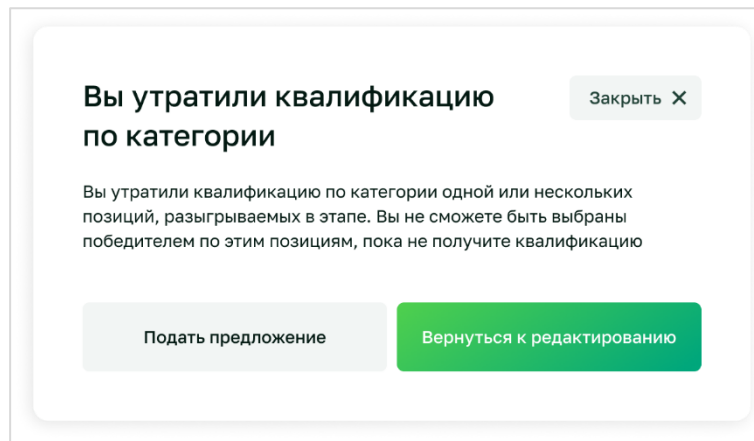 Вы утратили квалификацию
по категории
Закрыть ✕
Вы утратили квалификацию по категории одной или нескольких
позиций, разыгрываемых в этапе. Вы не сможете быть выбраны
победителем по этим позициям, пока не получите квалификацию
Подать предложение
Вернуться к редактированию